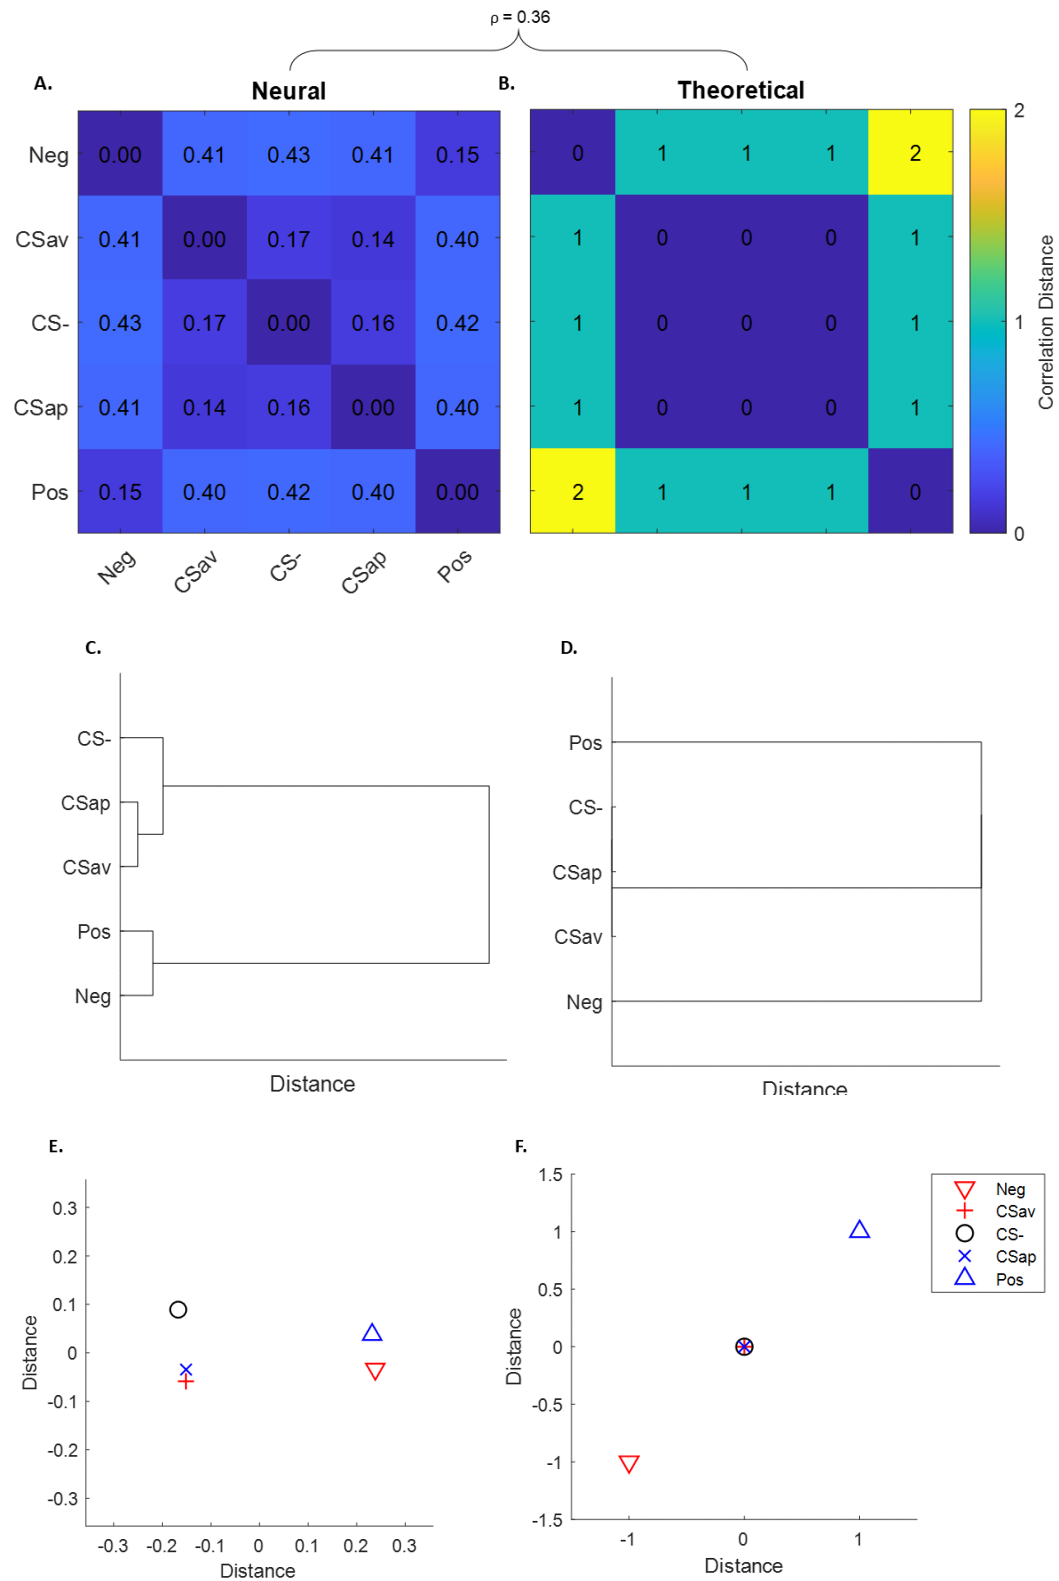 ρ = 0.36
A.
Neural
B.
Theoretical
Neg 0.00 0.41 0.43 0.41 0.15
CSav 0.41 0.00 0.17 0.14 0.40
CS- 0.43 0.17 0.00 0.16 0.42
CSap 0.41 0.14 0.16 0.00 0.40
Pos 0.15 0.40 0.42 0.40 0.00
Neg CSav CS- CSap Pos
0 1 1 1 2
1 0 0 0 1
1 0 0 0 1
1 0 0 0 1
2 1 1 1 0
2
1
0
Correlation Distance
C.
CS-
CSap
CSav
Pos
Neg
Distance
D.
Pos
CS-
CSap
CSav
Neg
Distance
E.
0.3
0.2
0.1
0
-0.1
-0.2
-0.3
Distance
-0.3 -0.2 -0.1 0 0.1 0.2 0.3
Distance
F.
1.5
1
0.5
0
-0.5
-1
-1.5
Distance
-1 0 1
Distance
Neg
CSav
CS-
CSap
Pos